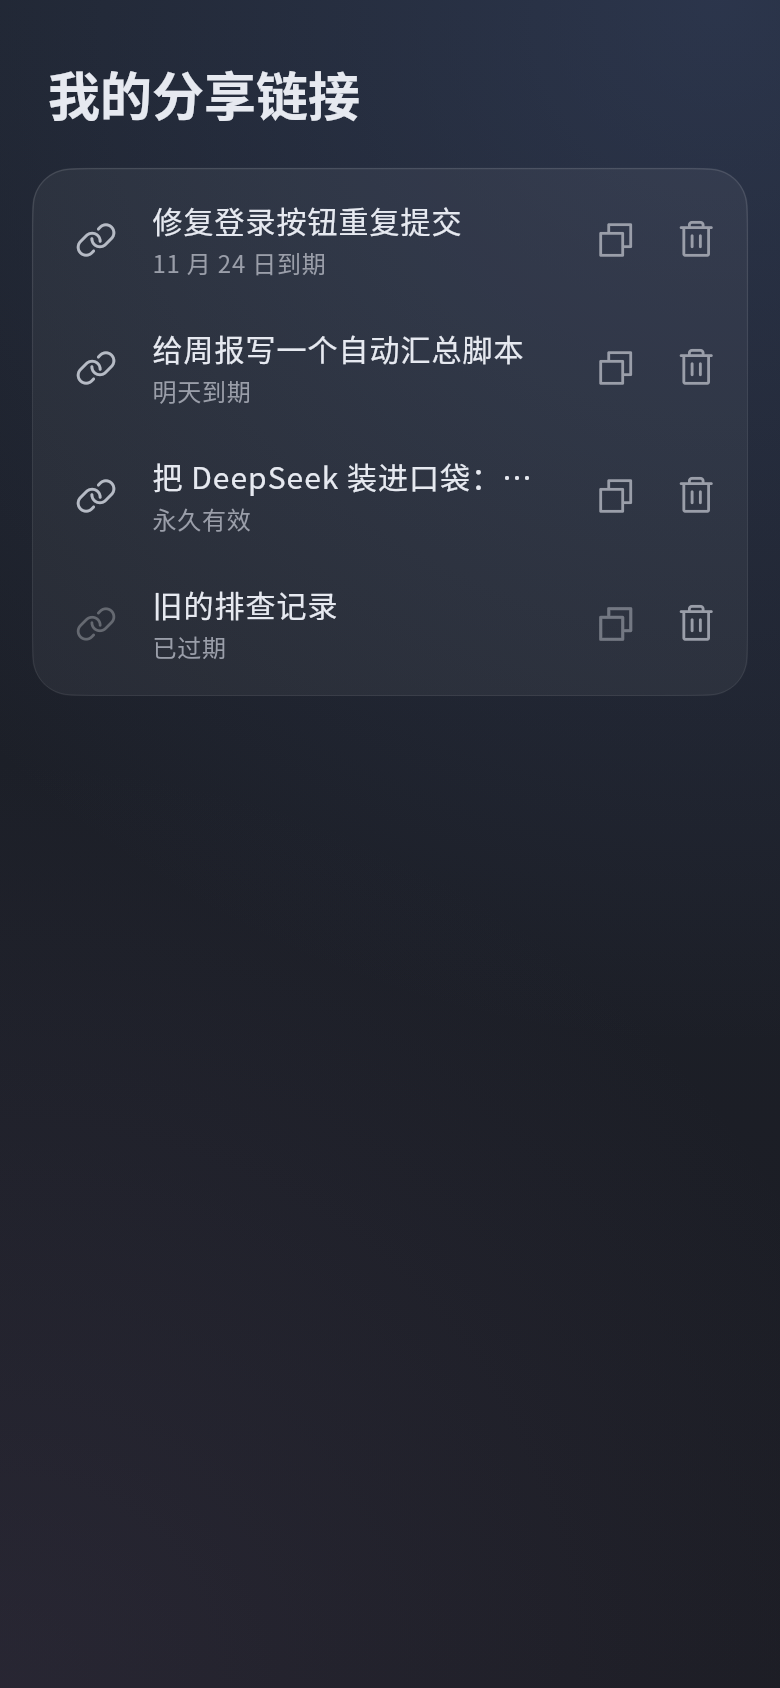 我的分享链接
修复登录按钮重复提交
11 月 24 日到期
给周报写一个自动汇总脚本
明天到期
把 DeepSeek 装进口袋：…
永久有效
旧的排查记录
已过期